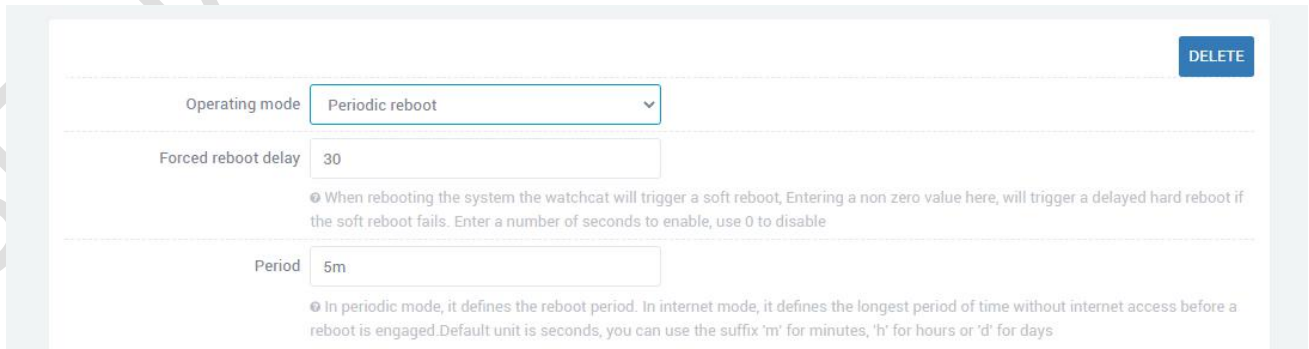 DELETE
Operating mode Periodic reboot
Forced reboot delay 30
When rebooting the system the watchcat will trigger a soft reboot, Entering a non zero value here, will trigger a delayed hard reboot if
the soft reboot fails. Enter a number of seconds to enable, use 0 to disable
Period 5m
In periodic mode, it defines the reboot period. In internet mode, it defines the longest period of time without internet access before a
reboot is engaged.Default unit is seconds, you can use the suffix 'm' for minutes, 'h' for hours or 'd' for days